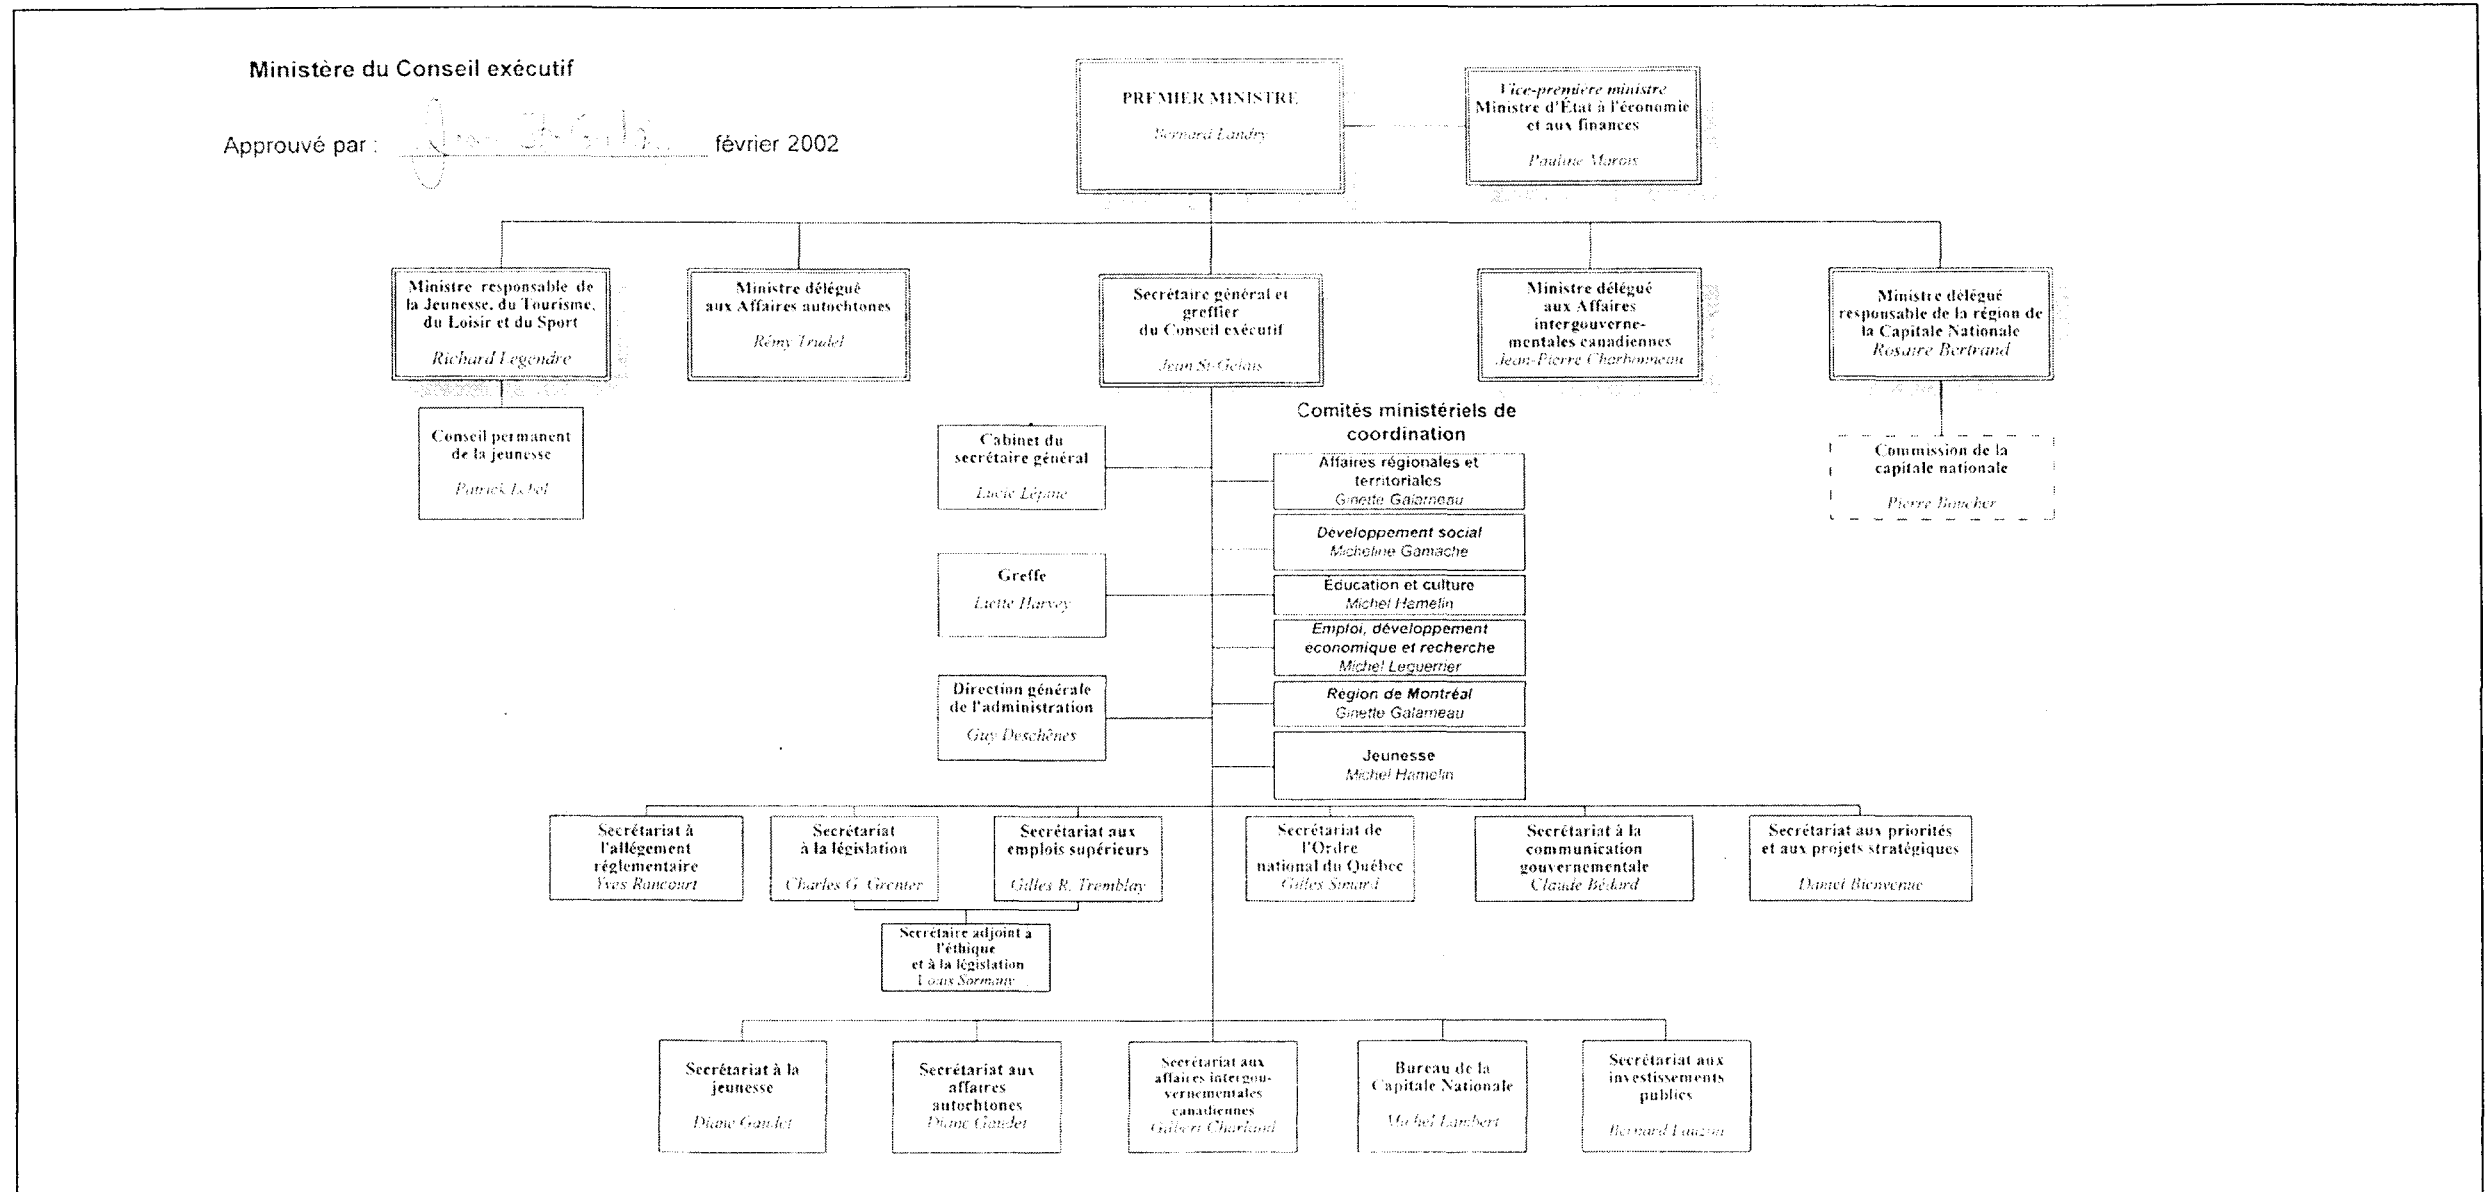 Ministère du Conseil exécutif
Approuvé par : février 2002
PREMIER MINISTRE
Bernard Landry
Vice-première ministre
Ministre d'État à l'économie
et aux finances
Pauline Marois
Ministre responsable de
la Jeunesse, du Tourisme,
du Loisir et du Sport
Richard Legendre
Ministre délégué
aux Affaires autochtones
Rémy Trudel
Secrétaire général et
greffier
du Conseil exécutif
Jean St-Gelais
Ministre délégué
aux Affaires
intergouverne-
mentales canadiennes
Jean-Pierre Charbonneau
Ministre délégué
responsable de la région de
la Capitale Nationale
Rosaire Bertrand
Conseil permanent
de la jeunesse
Patrick Lebel
Commission de la
capitale nationale
Pierre Boucher
Cabinet du
secrétaire général
Lucie Lépine
Greffe
Liette Harvey
Direction générale
de l'administration
Guy Deschênes
Comités ministériels de
coordination
Affaires régionales et
territoriales
Ginette Galarneau
Développement social
Micheline Gamache
Éducation et culture
Michel Hamelin
Emploi, développement
économique et recherche
Michel Leguerrier
Région de Montréal
Ginette Galarneau
Jeunesse
Michel Hamelin
Secrétariat à
l'allégement
réglementaire
Yves Rancourt
Secrétariat
à la législation
Charles G. Grenier
Secrétariat aux
emplois supérieurs
Gilles R. Tremblay
Secrétariat de
l'Ordre
national du Québec
Gilles Simard
Secrétariat à la
communication
gouvernementale
Claude Bédard
Secrétariat aux priorités
et aux projets stratégiques
Daniel Bienvenue
Secrétaire adjoint à
l'éthique
et à la législation
Louis Sormany
Secrétariat à la
jeunesse
Diane Gaudet
Secrétariat aux
affaires
autochtones
Diane Gaudet
Secrétariat aux
affaires intergou-
vernementales
canadiennes
Gilbert Charland
Bureau de la
Capitale Nationale
Michel Lambert
Secrétariat aux
investissements
publics
Bernard Lauzon